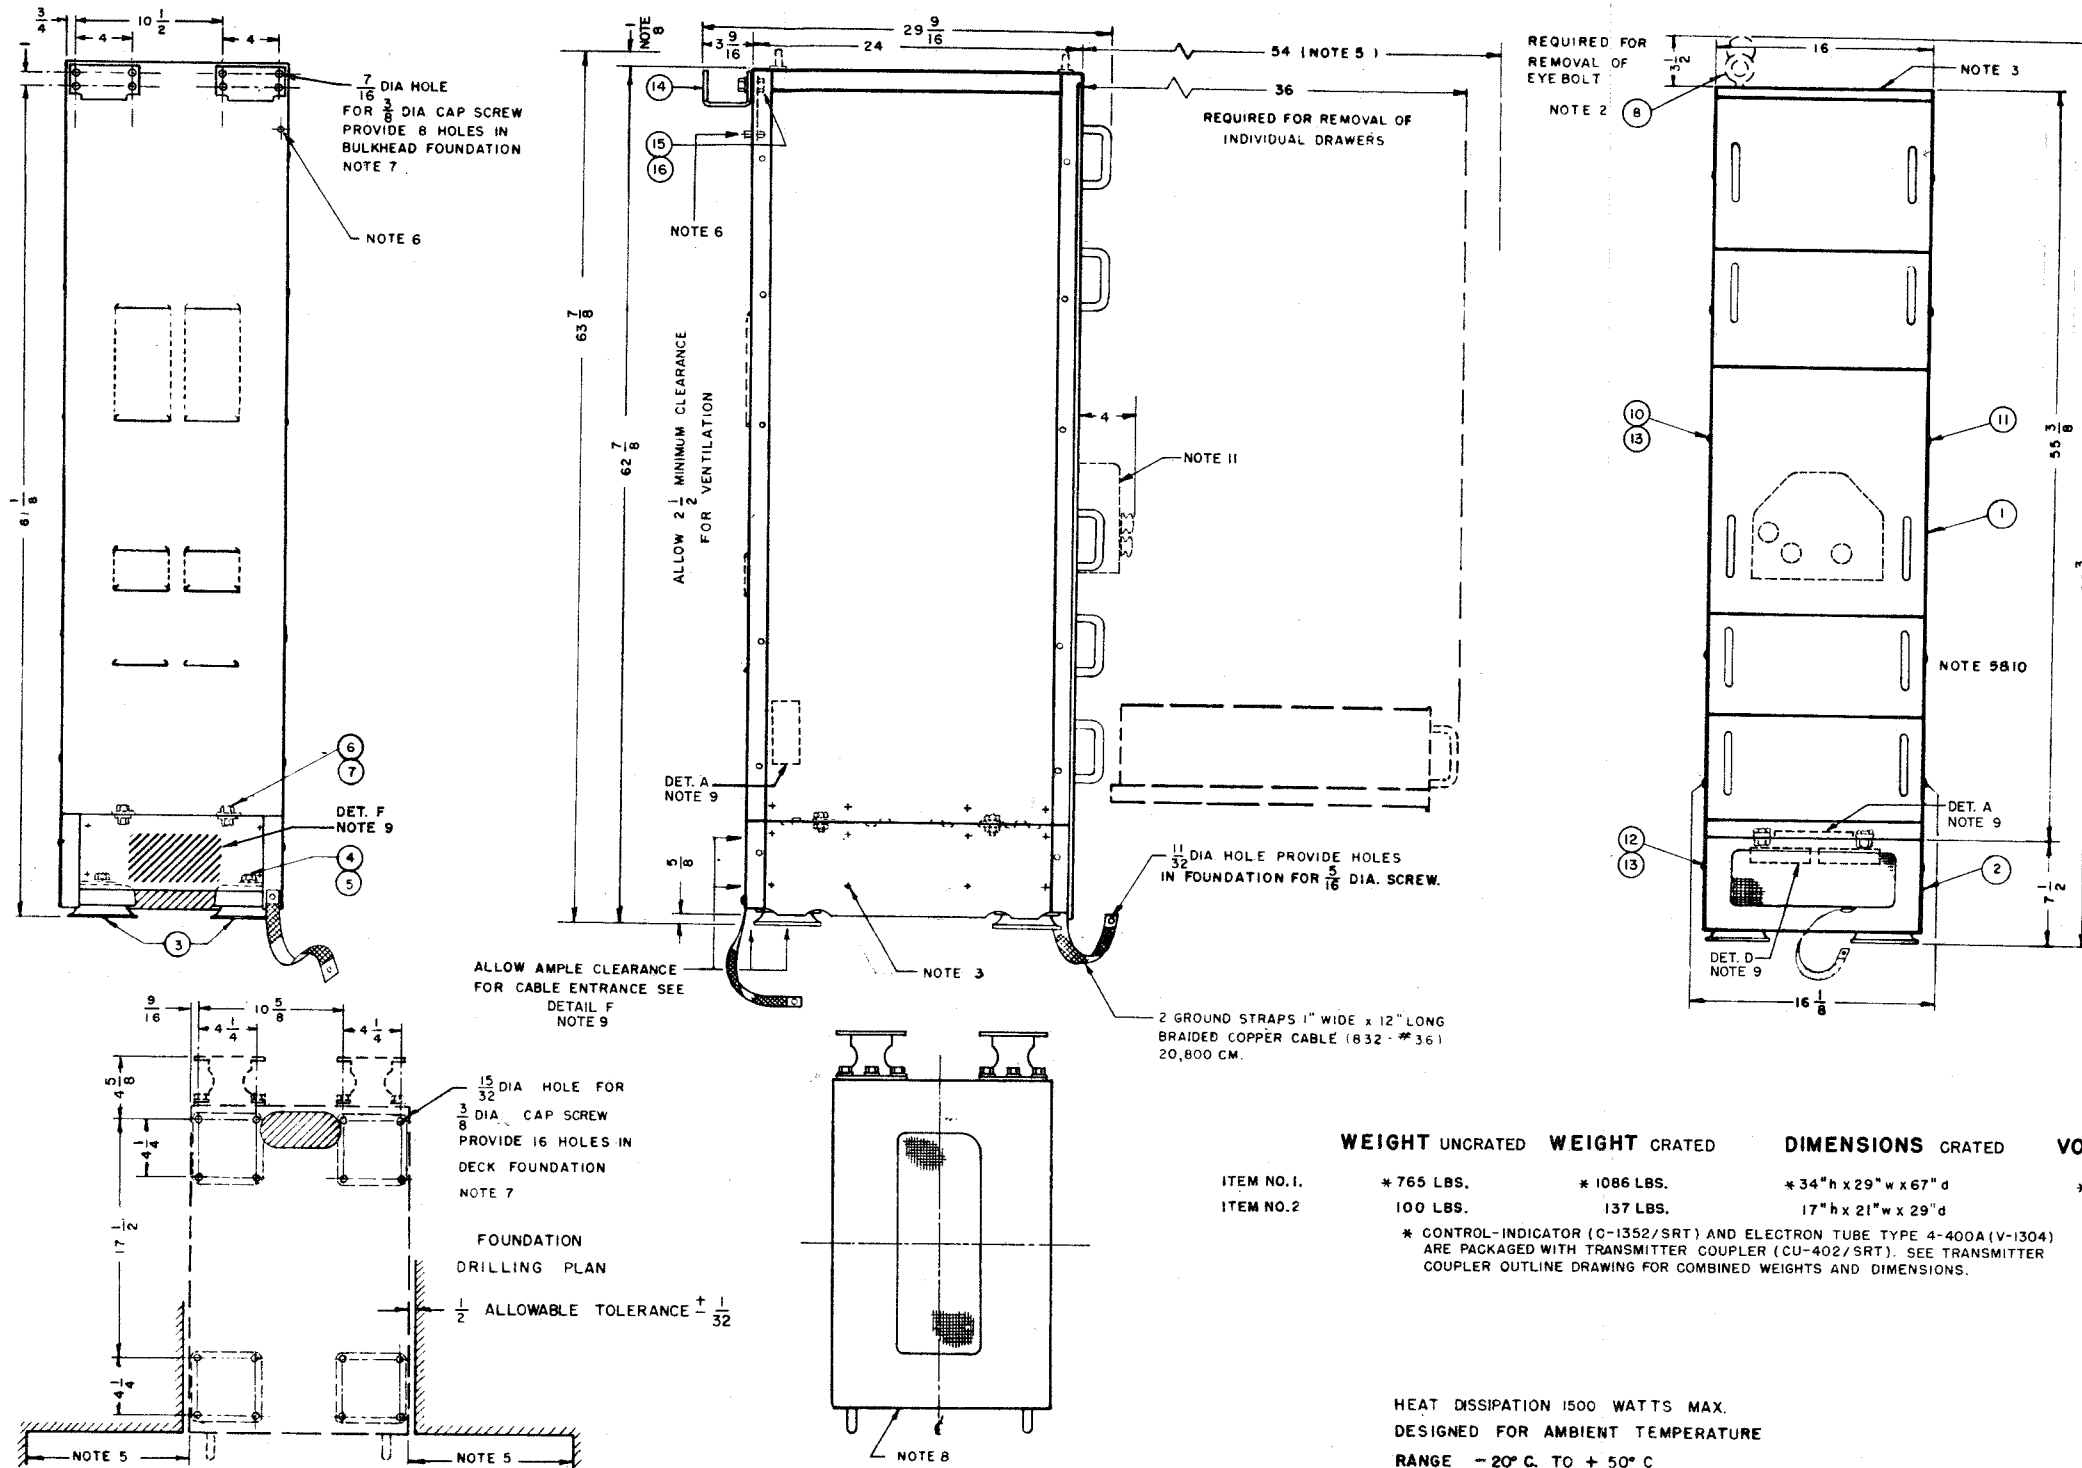 3/4
10 1/2
4
4
1
7/16 DIA HOLE
FOR 3/8 DIA CAP SCREW
PROVIDE 8 HOLES IN
BULKHEAD FOUNDATION
NOTE 7
NOTE 6
61 1/8
6
7
DET. F
NOTE 9
4
5
3
1
NOTE
8
29 9/16
3 9/16
24
54 (NOTE 5)
36
REQUIRED FOR REMOVAL OF
INDIVIDUAL DRAWERS
14
15
16
NOTE 6
63 7/8
62 7/8
ALLOW 2 1/2 MINIMUM CLEARANCE
FOR VENTILATION
4
NOTE 11
DET. A
NOTE 9
5/8
11/32 DIA. HOLE PROVIDE HOLES
IN FOUNDATION FOR 5/16 DIA. SCREW.
ALLOW AMPLE CLEARANCE
FOR CABLE ENTRANCE SEE
DETAIL F
NOTE 9
NOTE 3
2 GROUND STRAPS 1" WIDE x 12" LONG
BRAIDED COPPER CABLE (832 - #36)
20,800 CM.
REQUIRED FOR
REMOVAL OF
EYE BOLT
3 1/2
16
NOTE 3
NOTE 2
8
10
13
11
1
55 3/8
NOTE 5&10
DET. A
NOTE 9
12
13
2
7 1/2
DET. D
NOTE 9
16 1/8
9/16
10 5/8
4 1/4
4 1/4
4 5/8
4 1/4
17 1/2
4 1/4
15/32 DIA HOLE FOR
3/8 DIA. CAP SCREW
PROVIDE 16 HOLES IN
DECK FOUNDATION
NOTE 7
FOUNDATION
DRILLING PLAN
1/2 ALLOWABLE TOLERANCE ± 1/32
NOTE 5
NOTE 5
NOTE 8
WEIGHT UNCRATED WEIGHT CRATED DIMENSIONS CRATED VO
ITEM NO.1. * 765 LBS. * 1086 LBS. * 34"h x 29"w x 67"d *
ITEM NO.2 100 LBS. 137 LBS. 17"h x 21"w x 29"d
* CONTROL-INDICATOR (C-1352/SRT) AND ELECTRON TUBE TYPE 4-400A (V-1304)
ARE PACKAGED WITH TRANSMITTER COUPLER (CU-402/SRT). SEE TRANSMITTER
COUPLER OUTLINE DRAWING FOR COMBINED WEIGHTS AND DIMENSIONS.
HEAT DISSIPATION 1500 WATTS MAX.
DESIGNED FOR AMBIENT TEMPERATURE
RANGE - 20° C. TO + 50° C